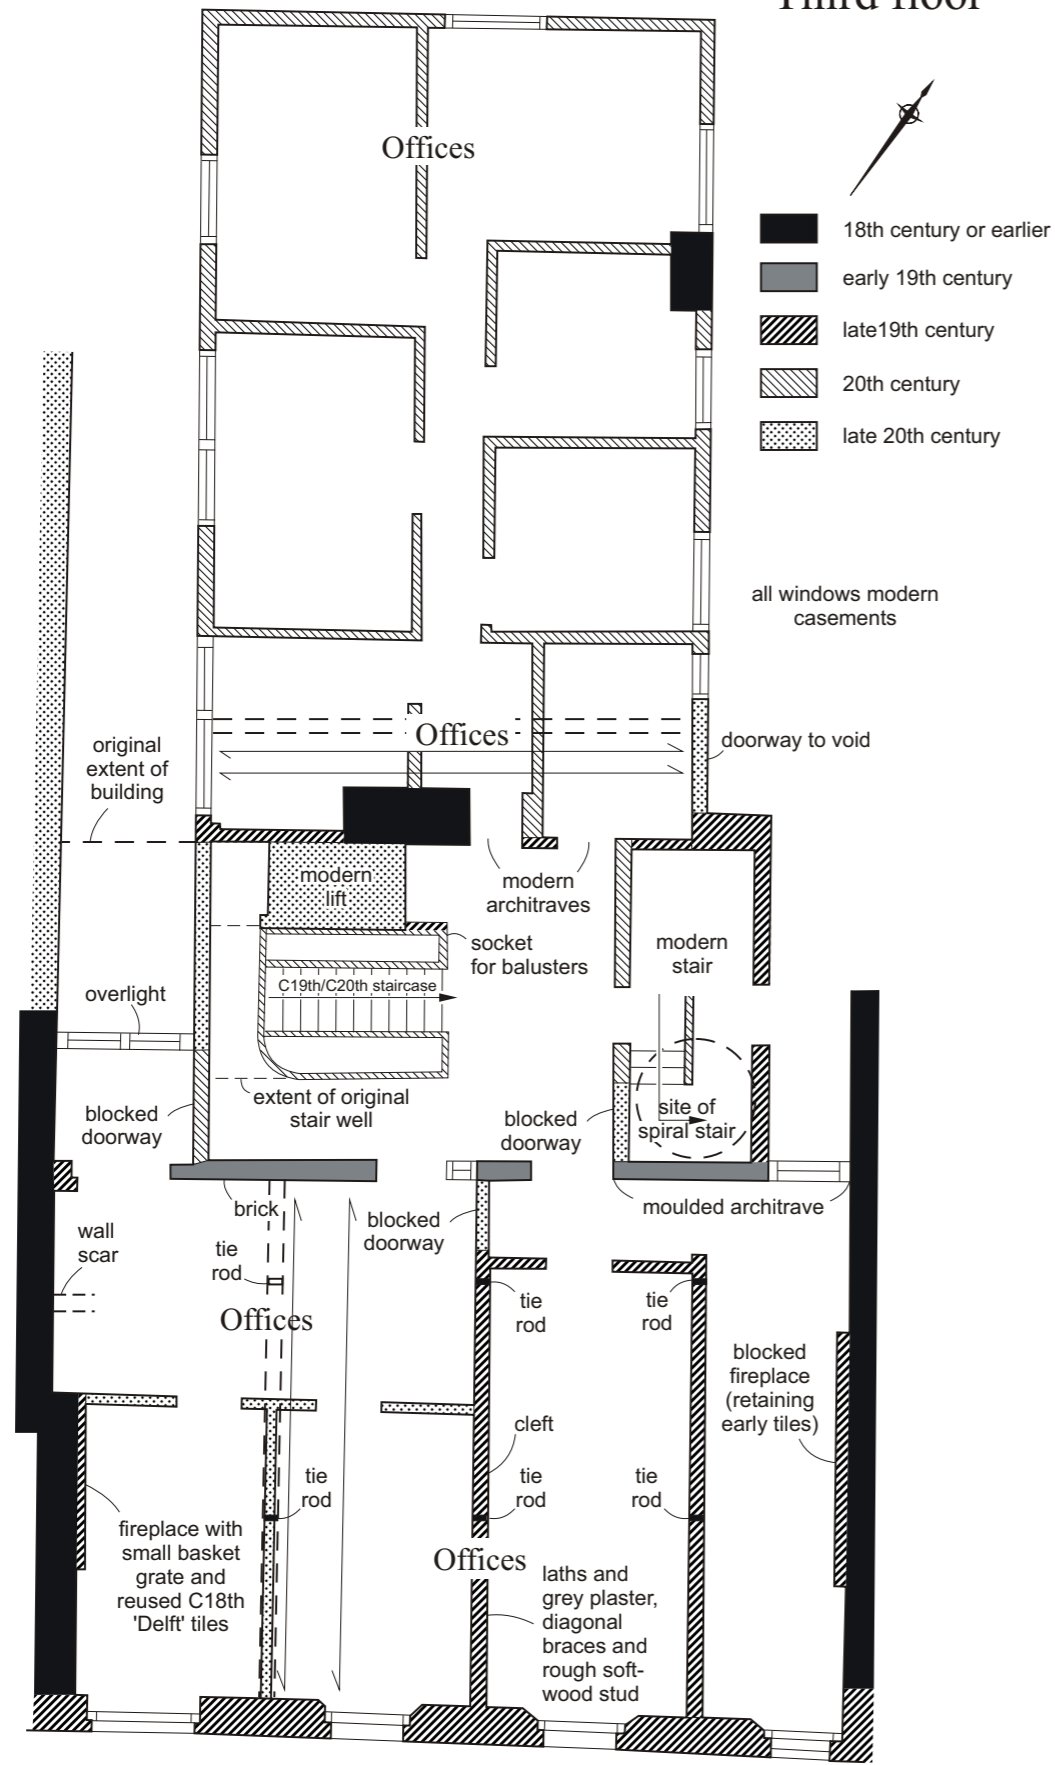 Third floor
Offices
18th century or earlier
early 19th century
late19th century
20th century
late 20th century
all windows modern
casements
original
extent of
building
Offices
doorway to void
modern
lift
modern
architraves
socket
for balusters
modern
stair
overlight
C19th/C20th staircase
extent of original
stair well
blocked
doorway
blocked
doorway
site of
spiral stair
brick
moulded architrave
wall
scar
tie
rod
blocked
doorway
Offices
tie
rod
tie
rod
blocked
fireplace
(retaining
early tiles)
cleft
tie
rod
tie
rod
tie
rod
fireplace with
small basket
grate and
reused C18th
'Delft' tiles
Offices
laths and
grey plaster,
diagonal
braces and
rough soft-
wood stud